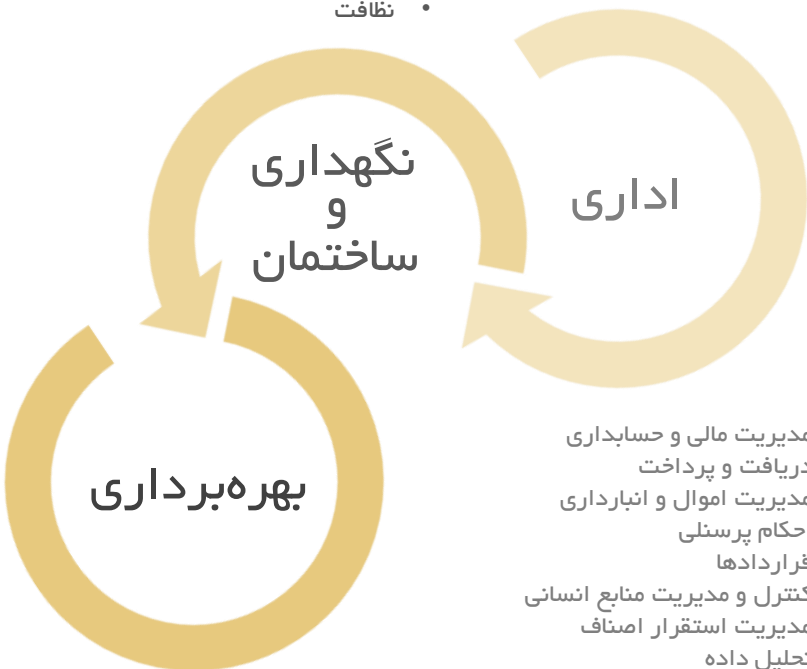 • نظافت
اداری
نگهداری
و
ساختمان
بهره‌برداری
مدیریت مالی و حسابداری
دریافت و پرداخت
مدیریت اموال و انبارداری
احکام پرسنلی
قراردادها
کنترل و مدیریت منابع انسانی
مدیریت استقرار اصناف
تحلیل داده